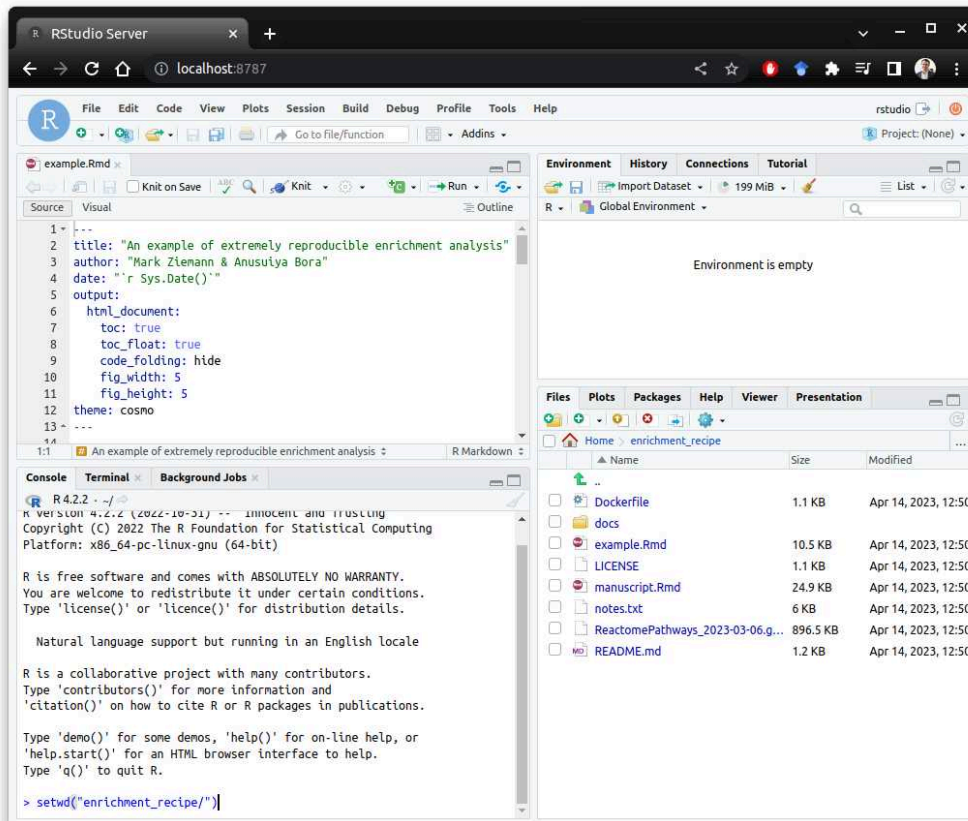 RStudio Server
localhost:8787
File Edit Code View Plots Session Build Debug Profile Tools Help
rstudio
Go to file/function
Addins
Project: (None)
example.Rmd
Knit on Save
ABC
Knit
Run
Source Visual
Outline
1 ---
2 title: "An example of extremely reproducible enrichment analysis"
3 author: "Mark Ziemann & Anusuiya Bora"
4 date: "`r Sys.Date()`"
5 output:
6 html_document:
7 toc: true
8 toc_float: true
9 code_folding: hide
10 fig_width: 5
11 fig_height: 5
12 theme: cosmo
13 ---
14
1:1 An example of extremely reproducible enrichment analysis R Markdown
Console Terminal Background Jobs
R 4.2.2 · ~/
R version 4.2.2 (2022-10-31) -- "Innocent and Trusting"
Copyright (C) 2022 The R Foundation for Statistical Computing
Platform: x86_64-pc-linux-gnu (64-bit)
R is free software and comes with ABSOLUTELY NO WARRANTY.
You are welcome to redistribute it under certain conditions.
Type 'license()' or 'licence()' for distribution details.
Natural language support but running in an English locale
R is a collaborative project with many contributors.
Type 'contributors()' for more information and
'citation()' on how to cite R or R packages in publications.
Type 'demo()' for some demos, 'help()' for on-line help, or
'help.start()' for an HTML browser interface to help.
Type 'q()' to quit R.
> setwd("enrichment_recipe/")
Environment History Connections Tutorial
Import Dataset 199 MiB List
R Global Environment
Environment is empty
Files Plots Packages Help Viewer Presentation
Home enrichment_recipe ...
Name Size Modified
..
Dockerfile 1.1 KB Apr 14, 2023, 12:50
docs
example.Rmd 10.5 KB Apr 14, 2023, 12:50
LICENSE 1.1 KB Apr 14, 2023, 12:50
manuscript.Rmd 24.9 KB Apr 14, 2023, 12:50
notes.txt 6 KB Apr 14, 2023, 12:50
ReactomePathways_2023-03-06.g... 896.5 KB Apr 14, 2023, 12:50
README.md 1.2 KB Apr 14, 2023, 12:50